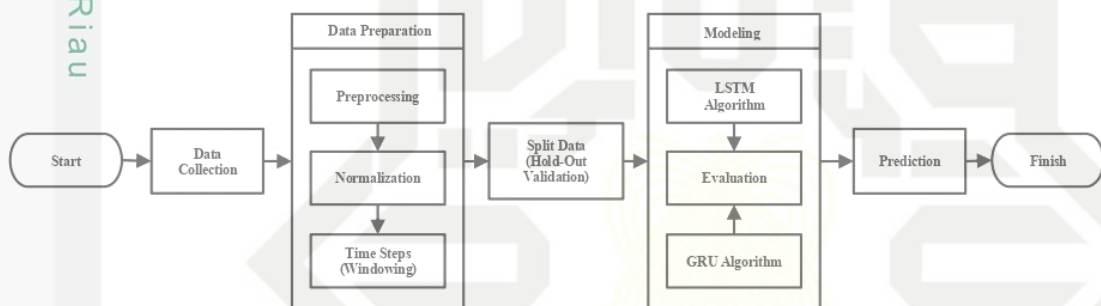 Riau
Start
Data
Collection
Data Preparation
Preprocessing
Normalization
Time Steps
(Windowing)
Split Data
(Hold-Out
Validation)
Modeling
LSTM
Algorithm
Evaluation
GRU Algorithm
Prediction
Finish